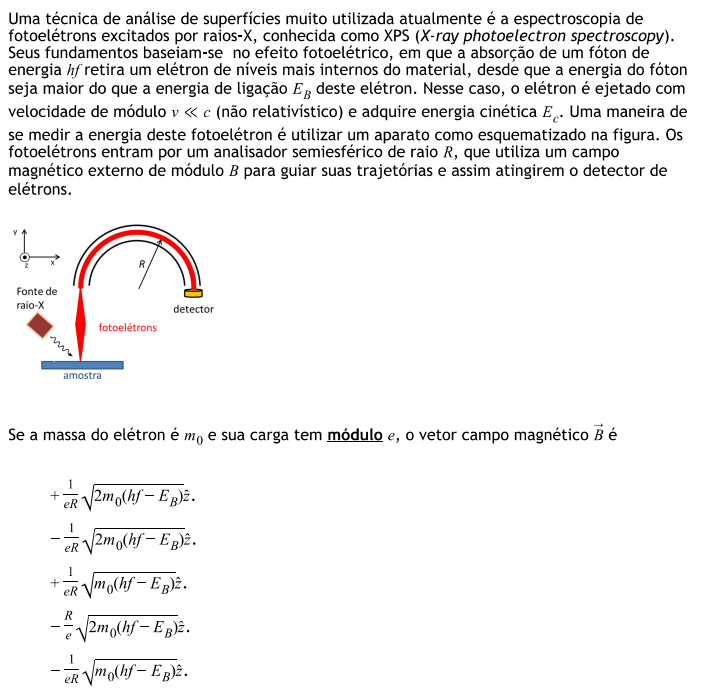 Uma técnica de análise de superfícies muito utilizada atualmente é a espectroscopia de
fotoelétrons excitados por raios-X, conhecida como XPS (X-ray photoelectron spectroscopy).
Seus fundamentos baseiam-se no efeito fotoelétrico, em que a absorção de um fóton de
energia hf retira um elétron de níveis mais internos do material, desde que a energia do fóton
seja maior do que a energia de ligação E_B deste elétron. Nesse caso, o elétron é ejetado com
velocidade de módulo v ≪ c (não relativístico) e adquire energia cinética E_c. Uma maneira de
se medir a energia deste fotoelétron é utilizar um aparato como esquematizado na figura. Os
fotoelétrons entram por um analisador semiesférico de raio R, que utiliza um campo
magnético externo de módulo B para guiar suas trajetórias e assim atingirem o detector de
elétrons.
y
z
x
R
Fonte de
raio-X
detector
fotoelétrons
amostra
Se a massa do elétron é m_0 e sua carga tem módulo e, o vetor campo magnético \vec{B} é
+\frac{1}{eR}\sqrt{2m_0(hf − E_B)}\hat{z}.
−\frac{1}{eR}\sqrt{2m_0(hf − E_B)}\hat{z}.
+\frac{1}{eR}\sqrt{m_0(hf − E_B)}\hat{z}.
−\frac{R}{e}\sqrt{2m_0(hf − E_B)}\hat{z}.
−\frac{1}{eR}\sqrt{m_0(hf − E_B)}\hat{z}.